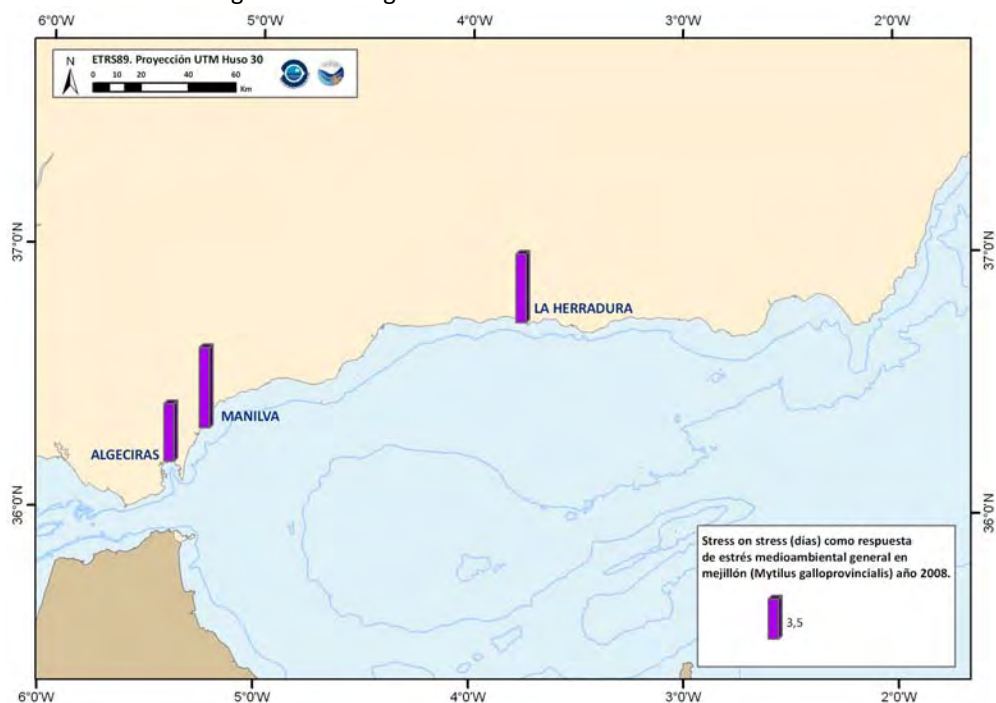 6°0'W 5°0'W 4°0'W 3°0'W 2°0'W
N
ETRS89. Proyección UTM Huso 30
0 10 20 40 60
Km
37°0'N 37°0'N
LA HERRADURA
MANILVA
ALGECIRAS
36°0'N 36°0'N
Stress on stress (días) como respuesta
de estrés medioambiental general en
mejillón (Mytilus galloprovincialis) año 2008.
3,5
6°0'W 5°0'W 4°0'W 3°0'W 2°0'W